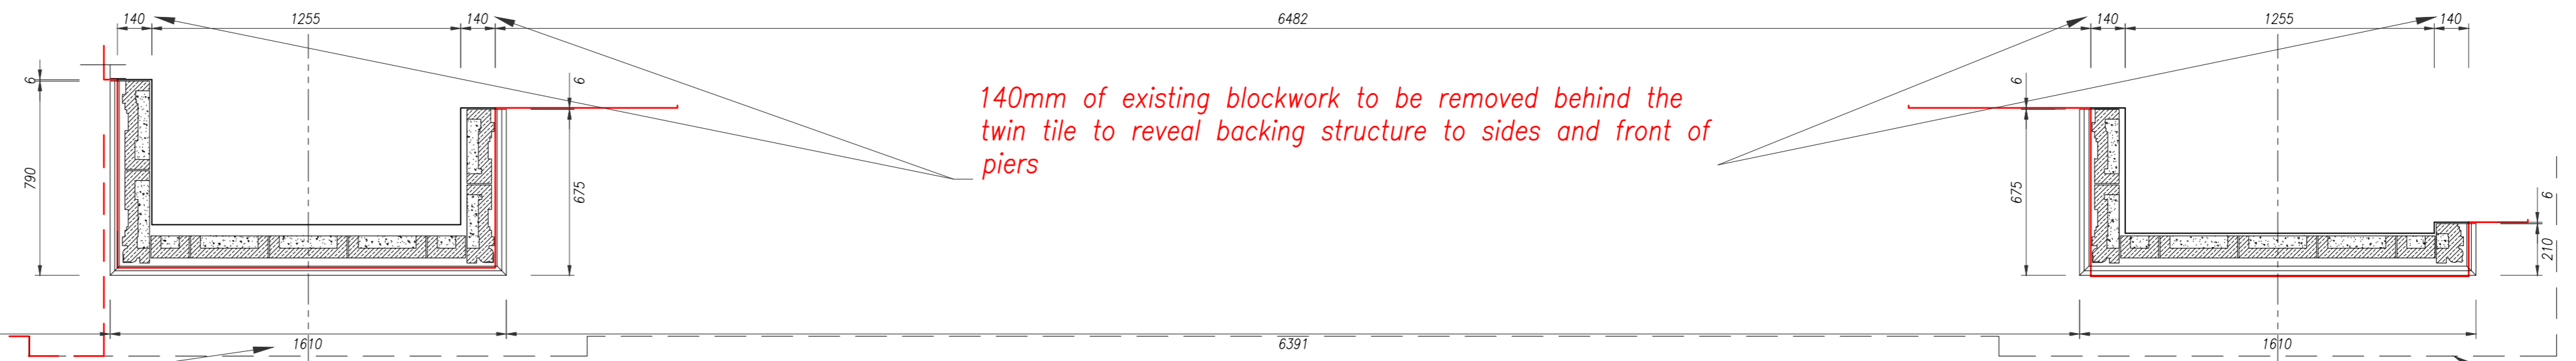 140 1255 140 6482 140 1255 140
6 6 6
140mm of existing blockwork to be removed behind the
twin tile to reveal backing structure to sides and front of
piers
790 675 675 6 210
1610 6391 1610